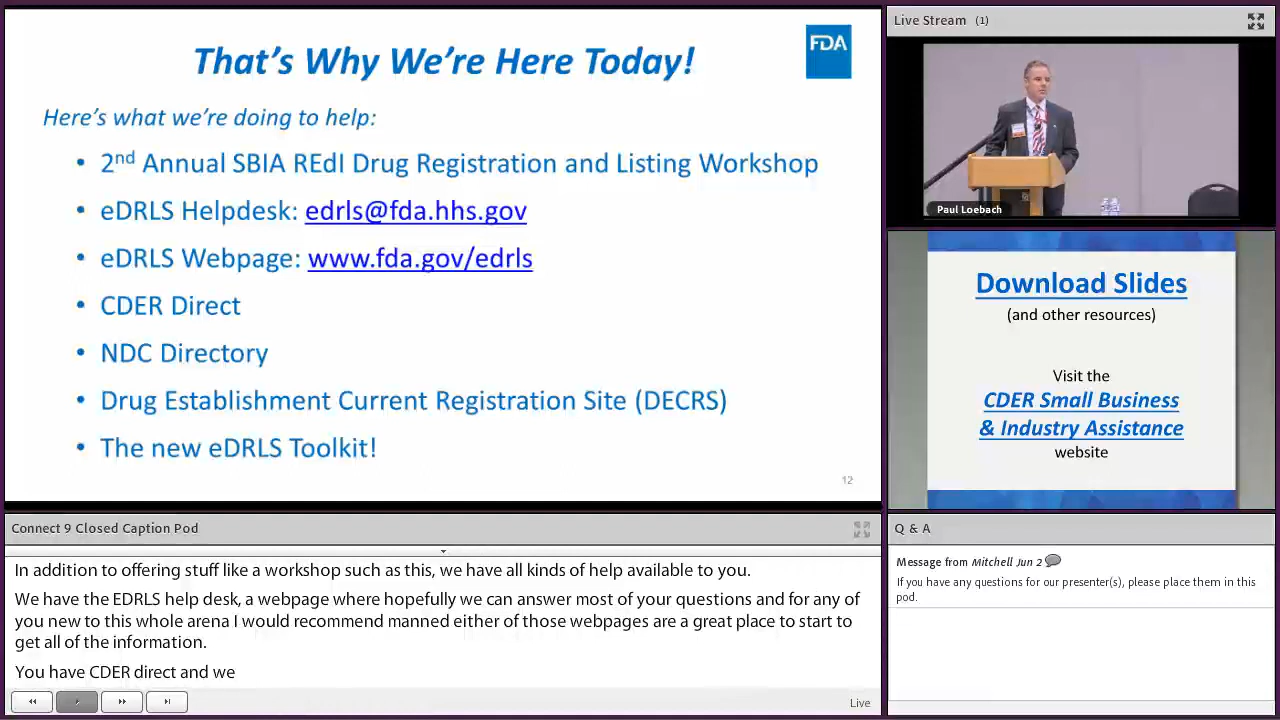 That's Why We're Here Today!
FDA
Here's what we're doing to help:
• 2nd Annual SBIA REdI Drug Registration and Listing Workshop
• eDRLS Helpdesk: edrls@fda.hhs.gov
• eDRLS Webpage: www.fda.gov/edrls
• CDER Direct
• NDC Directory
• Drug Establishment Current Registration Site (DECRS)
• The new eDRLS Toolkit!
12
Live Stream (1)
Paul Loebach
Download Slides
(and other resources)
Visit the
CDER Small Business
& Industry Assistance
website
Connect 9 Closed Caption Pod
In addition to offering stuff like a workshop such as this, we have all kinds of help available to you.
We have the EDRLS help desk, a webpage where hopefully we can answer most of your questions and for any of
you new to this whole arena I would recommend manned either of those webpages are a great place to start to
get all of the information.
You have CDER direct and we
Live
Q & A
Message from Mitchell Jun 2
If you have any questions for our presenter(s), please place them in this
pod.